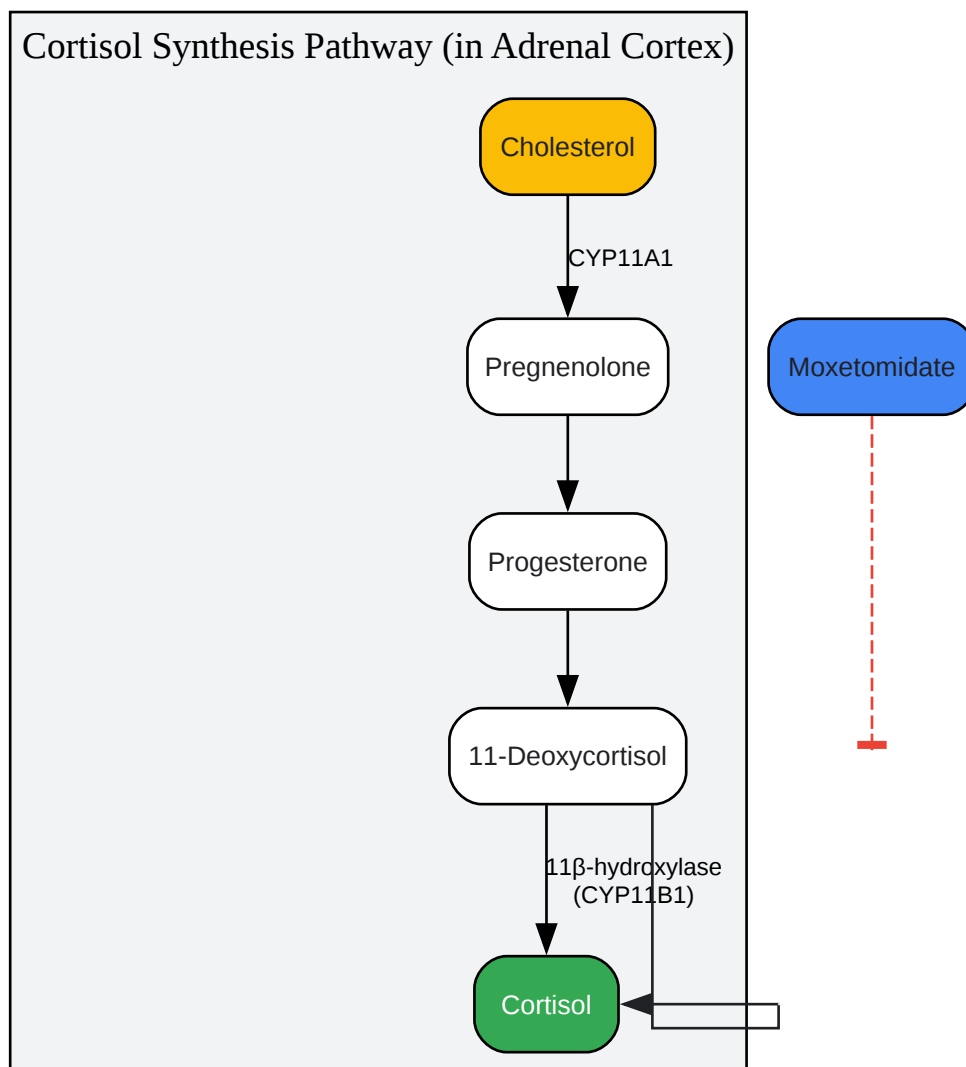 Cortisol Synthesis Pathway (in Adrenal Cortex)
Cholesterol
CYP11A1
Pregnenolone
Moxetomidate
Progesterone
11-Deoxycortisol
11β-hydroxylase
(CYP11B1)
Cortisol